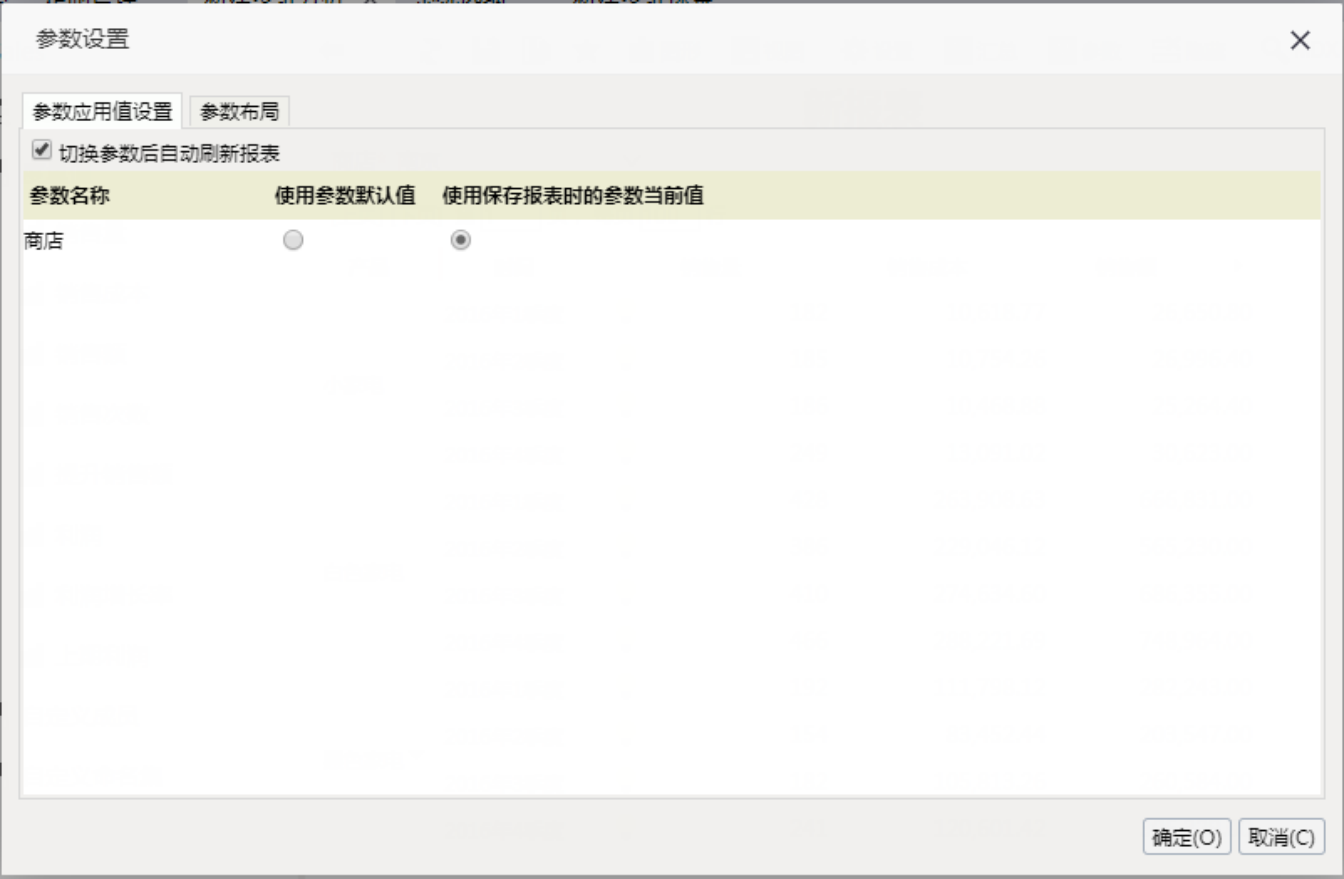 参数设置
参数应用值设置 参数布局
切换参数后自动刷新报表
参数名称 使用参数默认值 使用保存报表时的参数当前值
商店
确定(O) 取消(C)